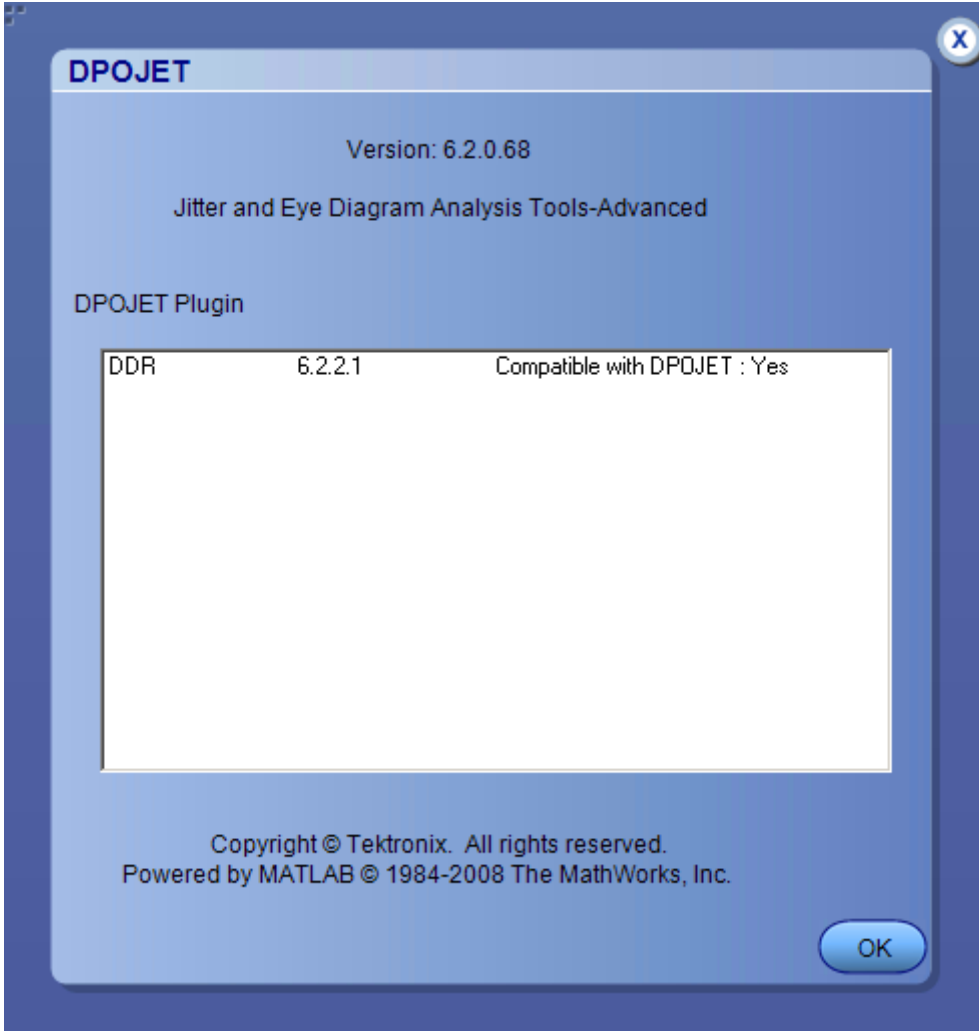 X
DPOJET
Version: 6.2.0.68
Jitter and Eye Diagram Analysis Tools-Advanced
DPOJET Plugin
DDR 6.2.2.1 Compatible with DPOJET : Yes
Copyright © Tektronix. All rights reserved.
Powered by MATLAB © 1984-2008 The MathWorks, Inc.
OK